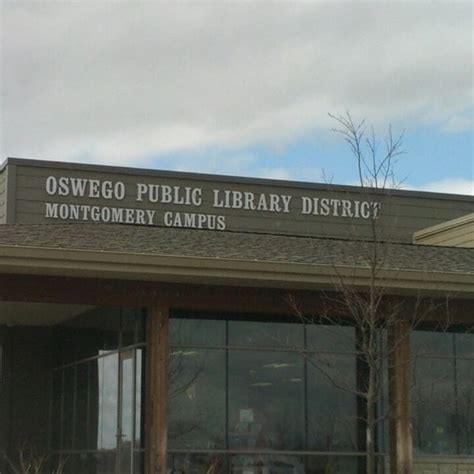 OSWEGO PUBLIC LIBRARY DISTRICT
MONTGOMERY CAMPUS